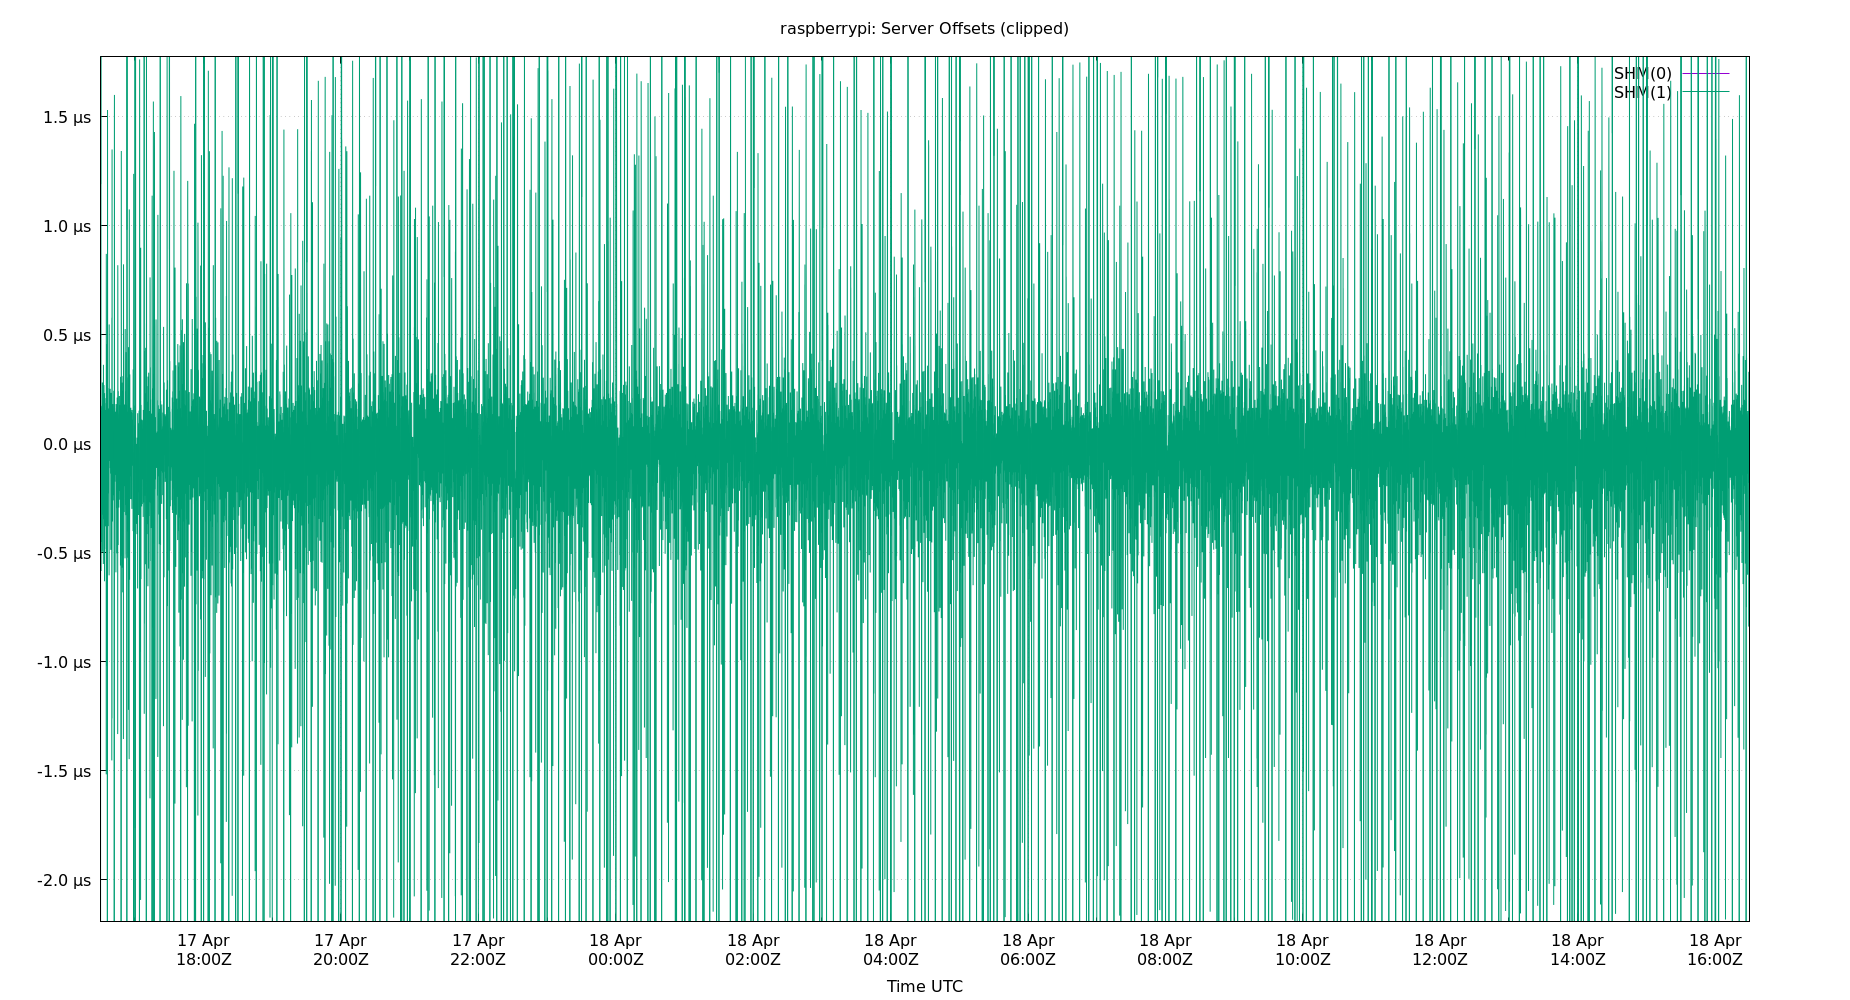 raspberrypi: Server Offsets (clipped)
SHM(0)
SHM(1)
1.5 µs
1.0 µs
0.5 µs
0.0 µs
-0.5 µs
-1.0 µs
-1.5 µs
-2.0 µs
17 Apr 17 Apr 17 Apr 18 Apr 18 Apr 18 Apr 18 Apr 18 Apr 18 Apr 18 Apr 18 Apr 18 Apr
18:00Z 20:00Z 22:00Z 00:00Z 02:00Z 04:00Z 06:00Z 08:00Z 10:00Z 12:00Z 14:00Z 16:00Z
Time UTC